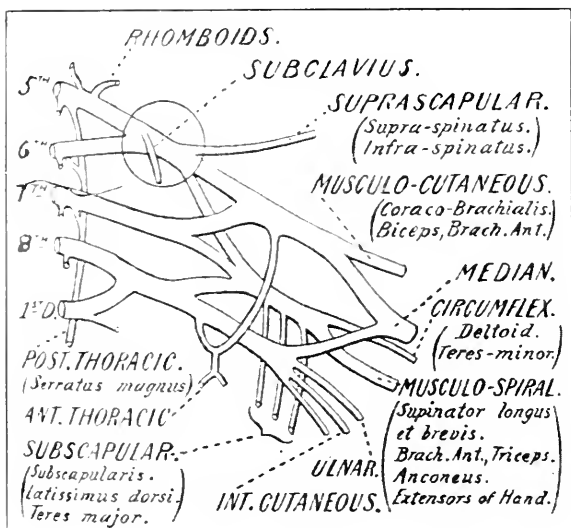 RHOMBOIDS.
SUBCLAVIUS.
5TH
SUPRASCAPULAR.
(Supra-spinatus.
Infra-spinatus.)
6TH
7TH
MUSCULO-CUTANEOUS.
(Coraco-Brachialis.
Biceps, Brach. Ant.)
8TH
MEDIAN.
1ST D.
CIRCUMFLEX.
(Deltoid.
Teres-minor.)
POST. THORACIC.
(Serratus magnus)
ANT. THORACIC
MUSCULO-SPIRAL.
(Supinator longus
et brevis.
Brach. Ant., Triceps.
Anconeus.
Extensors of Hand.)
SUBSCAPULAR.
(Subscapularis.
Latissimus dorsi.
Teres major.)
ULNAR.
INT. CUTANEOUS.